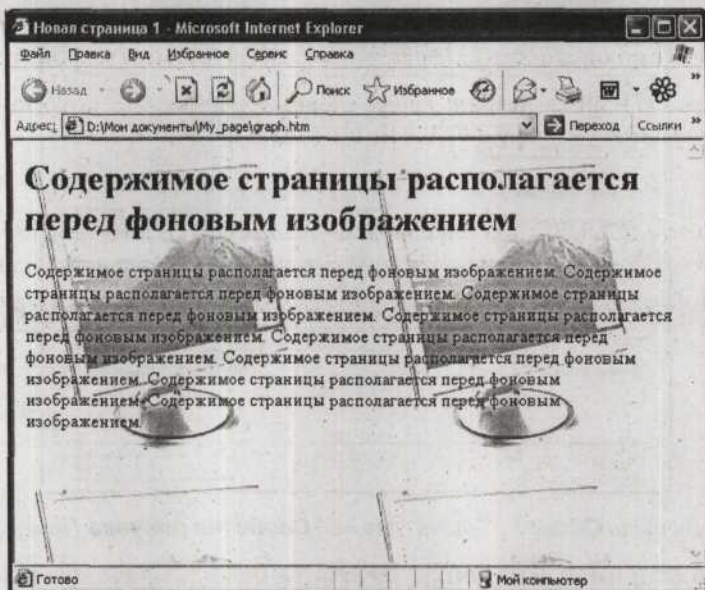 Новая страница 1 - Microsoft Internet Explorer
Файл Правка Вид Избранное Сервис Справка
Назад Поиск Избранное »
Адрес: D:\Мои документы\My_page\graph.htm Переход Ссылки »
Содержимое страницы располагается
перед фоновым изображением
Содержимое страницы располагается перед фоновым изображением. Содержимое
страницы располагается перед фоновым изображением. Содержимое страницы
располагается перед фоновым изображением. Содержимое страницы располагается
перед фоновым изображением. Содержимое страницы располагается перед
фоновым изображением. Содержимое страницы располагается перед фоновым
изображением. Содержимое страницы располагается перед фоновым
изображением. Содержимое страницы располагается перед фоновым
изображением.
Готово Мой компьютер